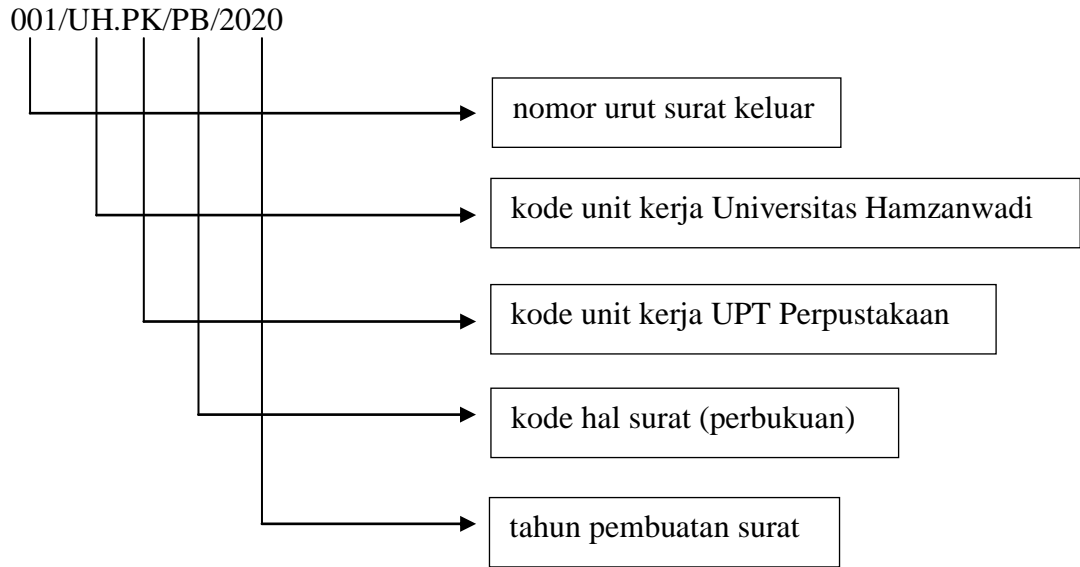 001/UH.PK/PB/2020
nomor urut surat keluar
kode unit kerja Universitas Hamzanwadi
kode unit kerja UPT Perpustakaan
kode hal surat (perbukuan)
tahun pembuatan surat